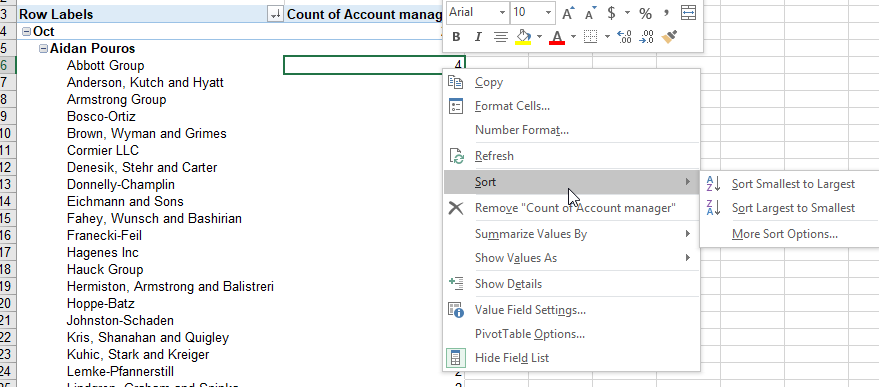 3 Row Labels Count of Account manag
4 Oct
5 Aidan Pouros
6 Abbott Group 4
7 Anderson, Kutch and Hyatt
8 Armstrong Group
9 Bosco-Ortiz
10 Brown, Wyman and Grimes
11 Cormier LLC
12 Denesik, Stehr and Carter
13 Donnelly-Champlin
14 Eichmann and Sons
15 Fahey, Wunsch and Bashirian
16 Franecki-Feil
17 Hagenes Inc
18 Hauck Group
19 Hermiston, Armstrong and Balistreri
20 Hoppe-Batz
21 Johnston-Schaden
22 Kris, Shanahan and Quigley
23 Kuhic, Stark and Kreiger
24 Lemke-Pfannerstill
Arial 10 A A $ % ,
B I A .00 .0
Copy
Format Cells...
Number Format...
Refresh
Sort
Remove "Count of Account manager"
Summarize Values By
Show Values As
Show Details
Value Field Settings...
PivotTable Options...
Hide Field List
Sort Smallest to Largest
Sort Largest to Smallest
More Sort Options...